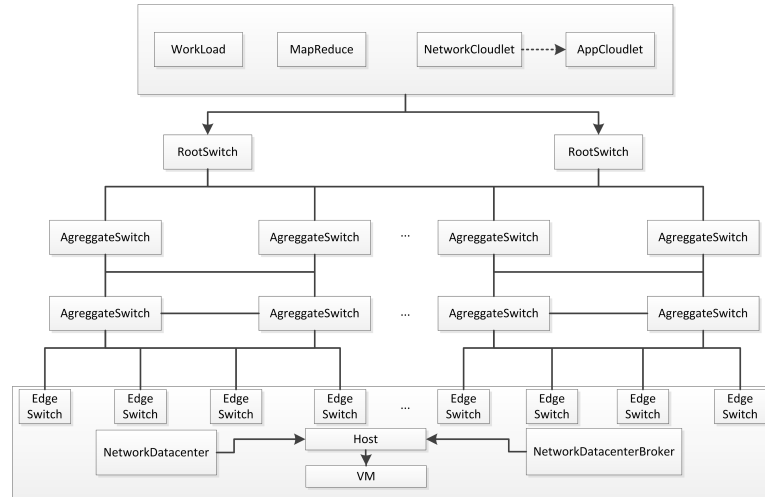 WorkLoad
MapReduce
NetworkCloudlet
AppCloudlet
RootSwitch
RootSwitch
AgreggateSwitch
AgreggateSwitch
...
AgreggateSwitch
AgreggateSwitch
AgreggateSwitch
AgreggateSwitch
...
AgreggateSwitch
AgreggateSwitch
Edge
Switch
Edge
Switch
Edge
Switch
Edge
Switch
...
Edge
Switch
Edge
Switch
Edge
Switch
Edge
Switch
NetworkDatacenter
Host
NetworkDatacenterBroker
VM